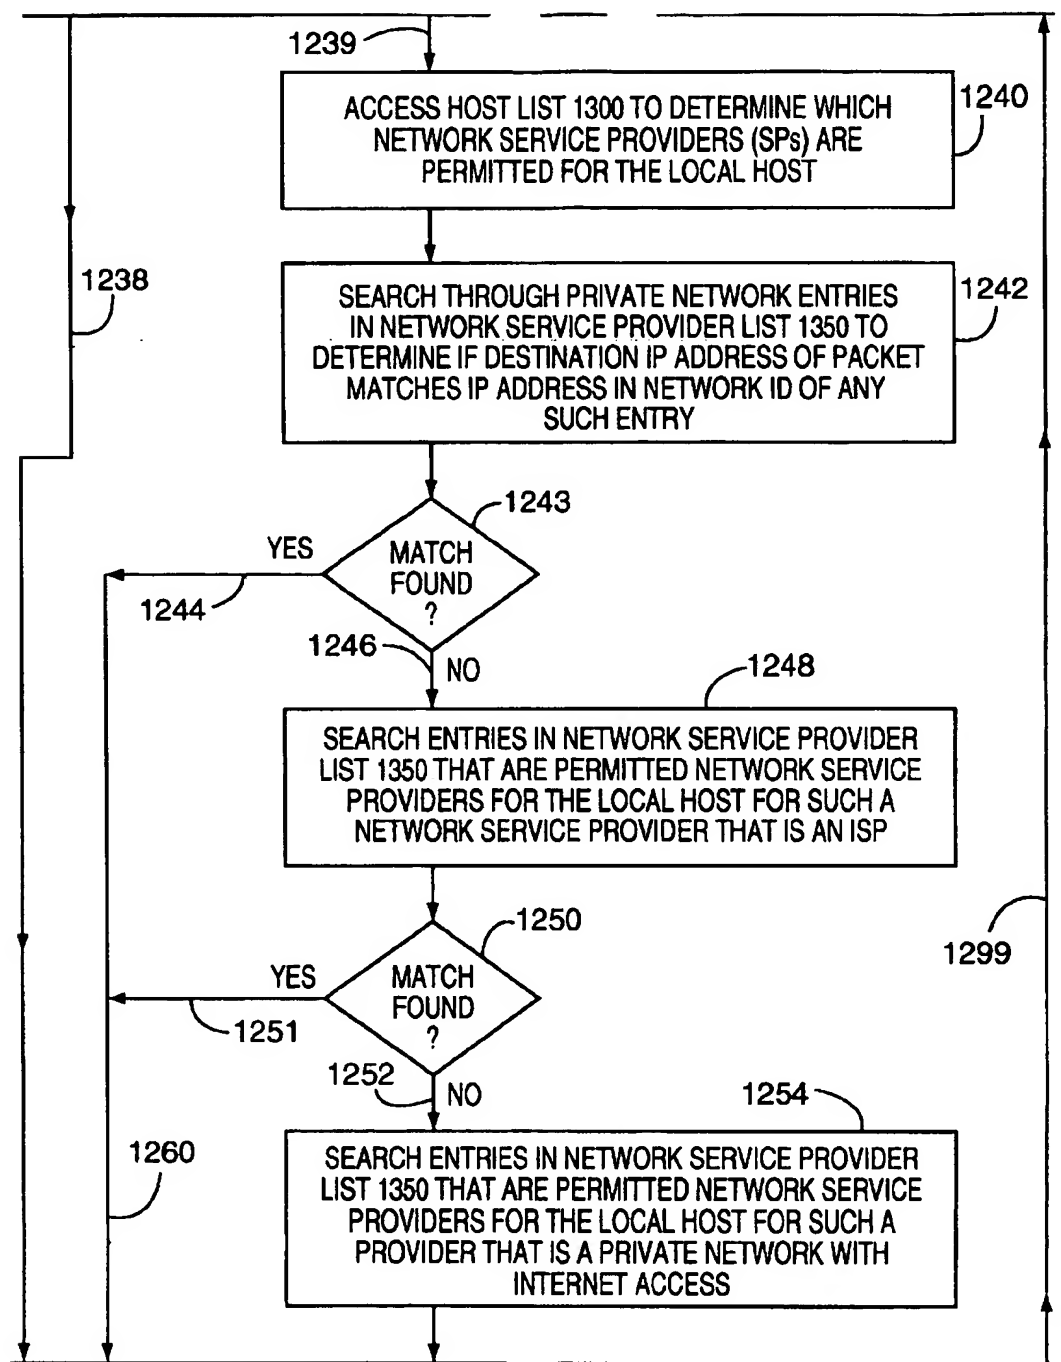 1239
1240
ACCESS HOST LIST 1300 TO DETERMINE WHICH
NETWORK SERVICE PROVIDERS (SPs) ARE
PERMITTED FOR THE LOCAL HOST
1238
1242
SEARCH THROUGH PRIVATE NETWORK ENTRIES
IN NETWORK SERVICE PROVIDER LIST 1350 TO
DETERMINE IF DESTINATION IP ADDRESS OF PACKET
MATCHES IP ADDRESS IN NETWORK ID OF ANY
SUCH ENTRY
1243
YES
MATCH
FOUND
?
1244
1246
NO
1248
SEARCH ENTRIES IN NETWORK SERVICE PROVIDER
LIST 1350 THAT ARE PERMITTED NETWORK SERVICE
PROVIDERS FOR THE LOCAL HOST FOR SUCH A
NETWORK SERVICE PROVIDER THAT IS AN ISP
1250
1299
YES
MATCH
FOUND
?
1251
1252
NO
1254
1260
SEARCH ENTRIES IN NETWORK SERVICE PROVIDER
LIST 1350 THAT ARE PERMITTED NETWORK SERVICE
PROVIDERS FOR THE LOCAL HOST FOR SUCH A
PROVIDER THAT IS A PRIVATE NETWORK WITH
INTERNET ACCESS